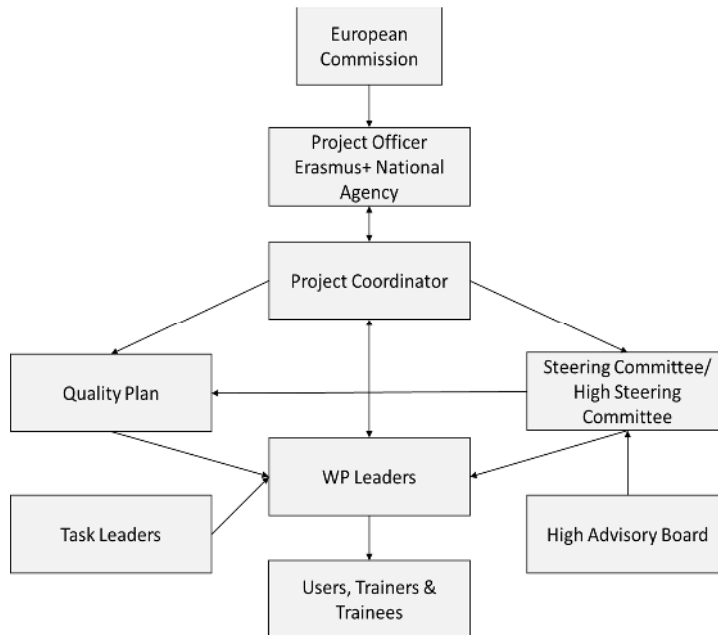 European
Commission
Project Officer
Erasmus+ National
Agency
Project Coordinator
Quality Plan
Steering Committee/
High Steering
Committee
WP Leaders
Task Leaders
High Advisory Board
Users, Trainers &
Trainees